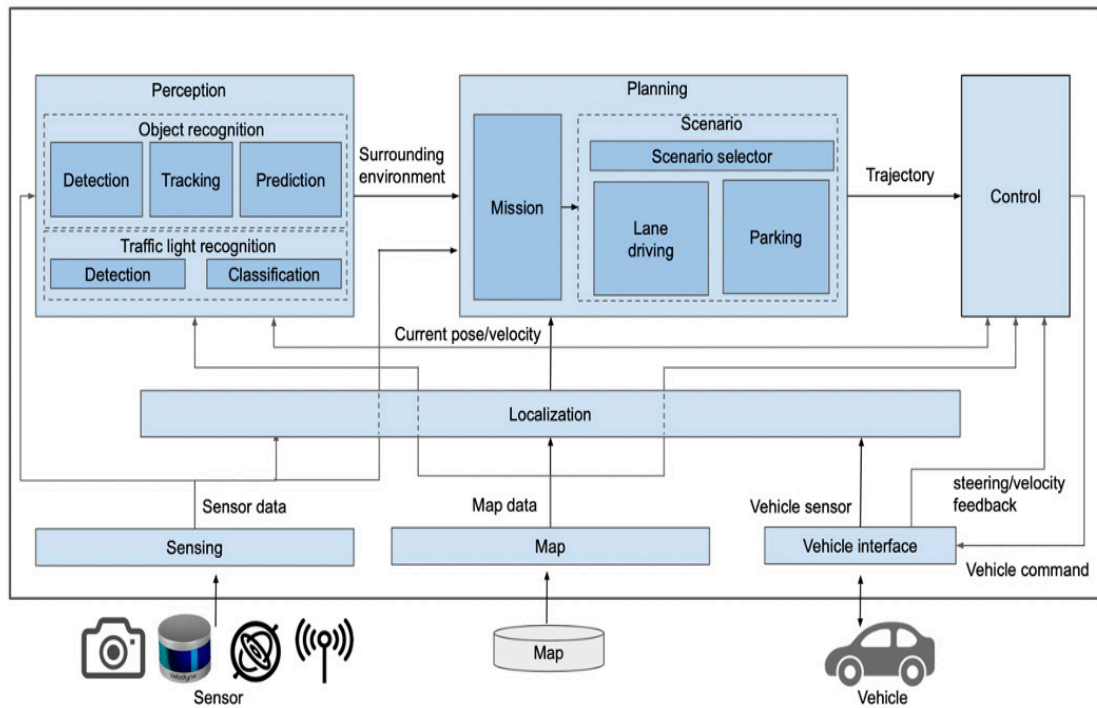 Perception
Object recognition
Detection
Tracking
Prediction
Traffic light recognition
Detection
Classification
Surrounding
environment
Planning
Mission
Scenario
Scenario selector
Lane
driving
Parking
Trajectory
Control
Current pose/velocity
Localization
Sensor data
Map data
Vehicle sensor
steering/velocity
feedback
Sensing
Map
Vehicle interface
Vehicle command
Velodyne
Sensor
Map
Vehicle